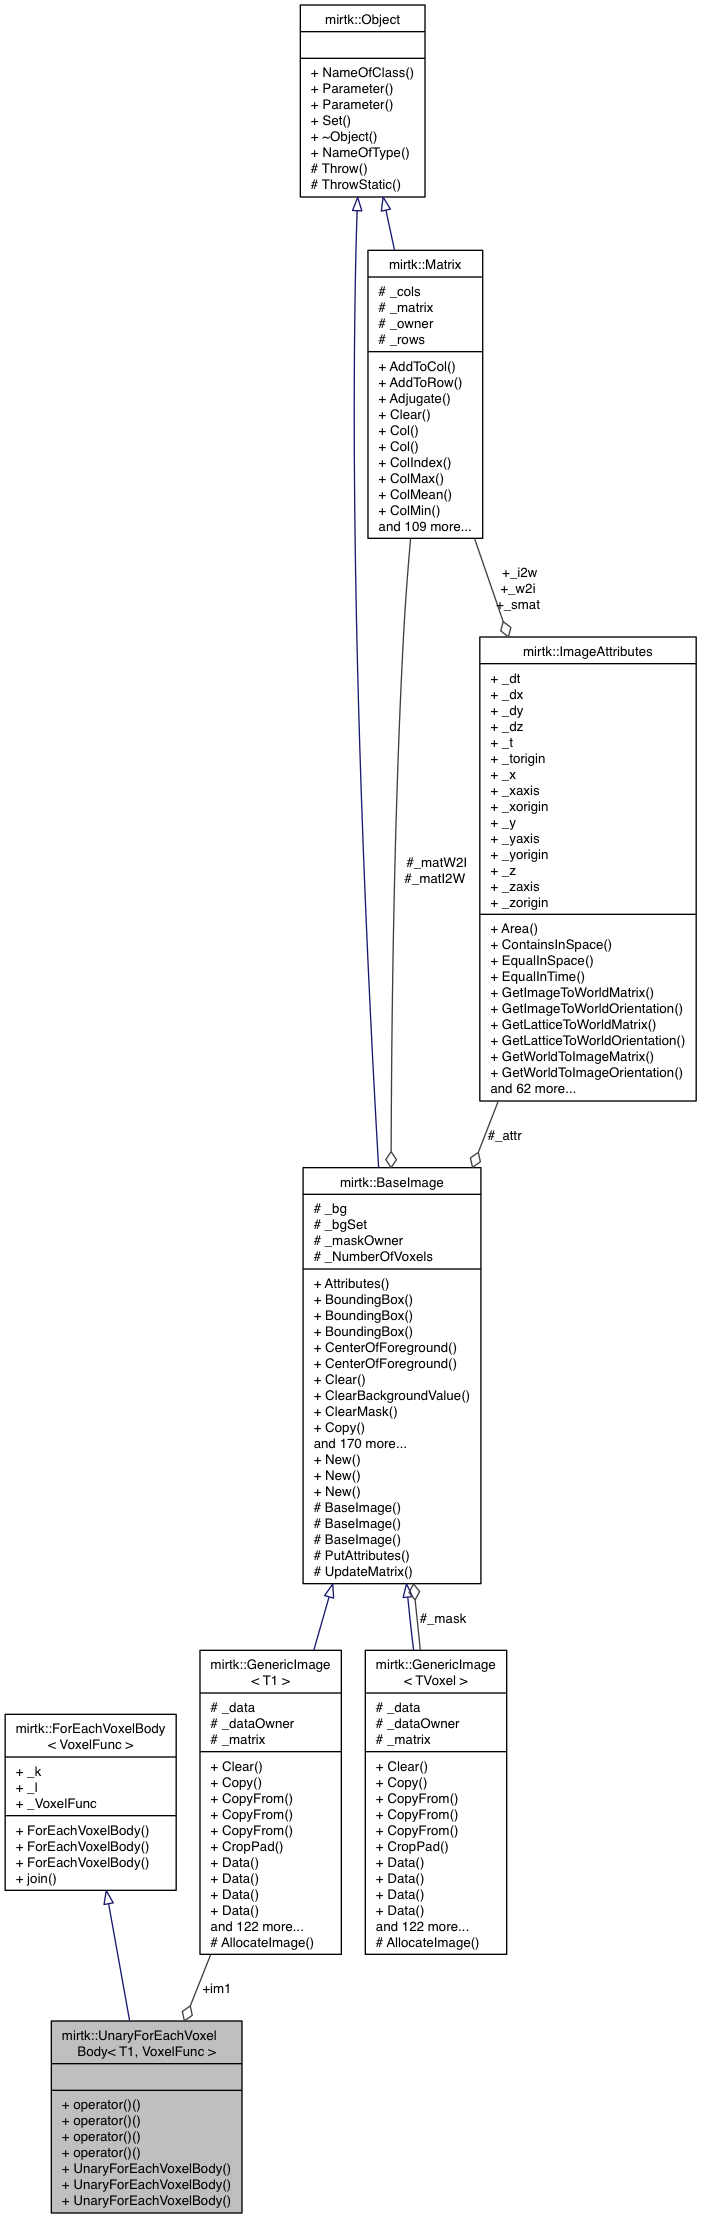 mirtk::Object
+ NameOfClass()
+ Parameter()
+ Parameter()
+ Set()
+ ~Object()
+ NameOfType()
# Throw()
# ThrowStatic()
mirtk::Matrix
# _cols
# _matrix
# _owner
# _rows
+ AddToCol()
+ AddToRow()
+ Adjugate()
+ Clear()
+ Col()
+ Col()
+ ColIndex()
+ ColMax()
+ ColMean()
+ ColMin()
and 109 more...
+_i2w
+_w2i
+_smat
mirtk::ImageAttributes
+ _dt
+ _dx
+ _dy
+ _dz
+ _t
+ _torigin
+ _x
+ _xaxis
+ _xorigin
+ _y
+ _yaxis
+ _yorigin
+ _z
+ _zaxis
+ _zorigin
+ Area()
+ ContainsInSpace()
+ EqualInSpace()
+ EqualInTime()
+ GetImageToWorldMatrix()
+ GetImageToWorldOrientation()
+ GetLatticeToWorldMatrix()
+ GetLatticeToWorldOrientation()
+ GetWorldToImageMatrix()
+ GetWorldToImageOrientation()
and 62 more...
#_matW2I
#_matI2W
#_attr
mirtk::BaseImage
# _bg
# _bgSet
# _maskOwner
# _NumberOfVoxels
+ Attributes()
+ BoundingBox()
+ BoundingBox()
+ BoundingBox()
+ CenterOfForeground()
+ CenterOfForeground()
+ Clear()
+ ClearBackgroundValue()
+ ClearMask()
+ Copy()
and 170 more...
+ New()
+ New()
+ New()
# BaseImage()
# BaseImage()
# BaseImage()
# PutAttributes()
# UpdateMatrix()
#_mask
mirtk::GenericImage
< T1 >
# _data
# _dataOwner
# _matrix
+ Clear()
+ Copy()
+ CopyFrom()
+ CopyFrom()
+ CopyFrom()
+ CropPad()
+ Data()
+ Data()
+ Data()
+ Data()
and 122 more...
# AllocateImage()
mirtk::GenericImage
< TVoxel >
# _data
# _dataOwner
# _matrix
+ Clear()
+ Copy()
+ CopyFrom()
+ CopyFrom()
+ CopyFrom()
+ CropPad()
+ Data()
+ Data()
+ Data()
+ Data()
and 122 more...
# AllocateImage()
mirtk::ForEachVoxelBody
< VoxelFunc >
+ _k
+ _l
+ _VoxelFunc
+ ForEachVoxelBody()
+ ForEachVoxelBody()
+ ForEachVoxelBody()
+ join()
+im1
mirtk::UnaryForEachVoxel
Body< T1, VoxelFunc >
+ operator()()
+ operator()()
+ operator()()
+ operator()()
+ UnaryForEachVoxelBody()
+ UnaryForEachVoxelBody()
+ UnaryForEachVoxelBody()